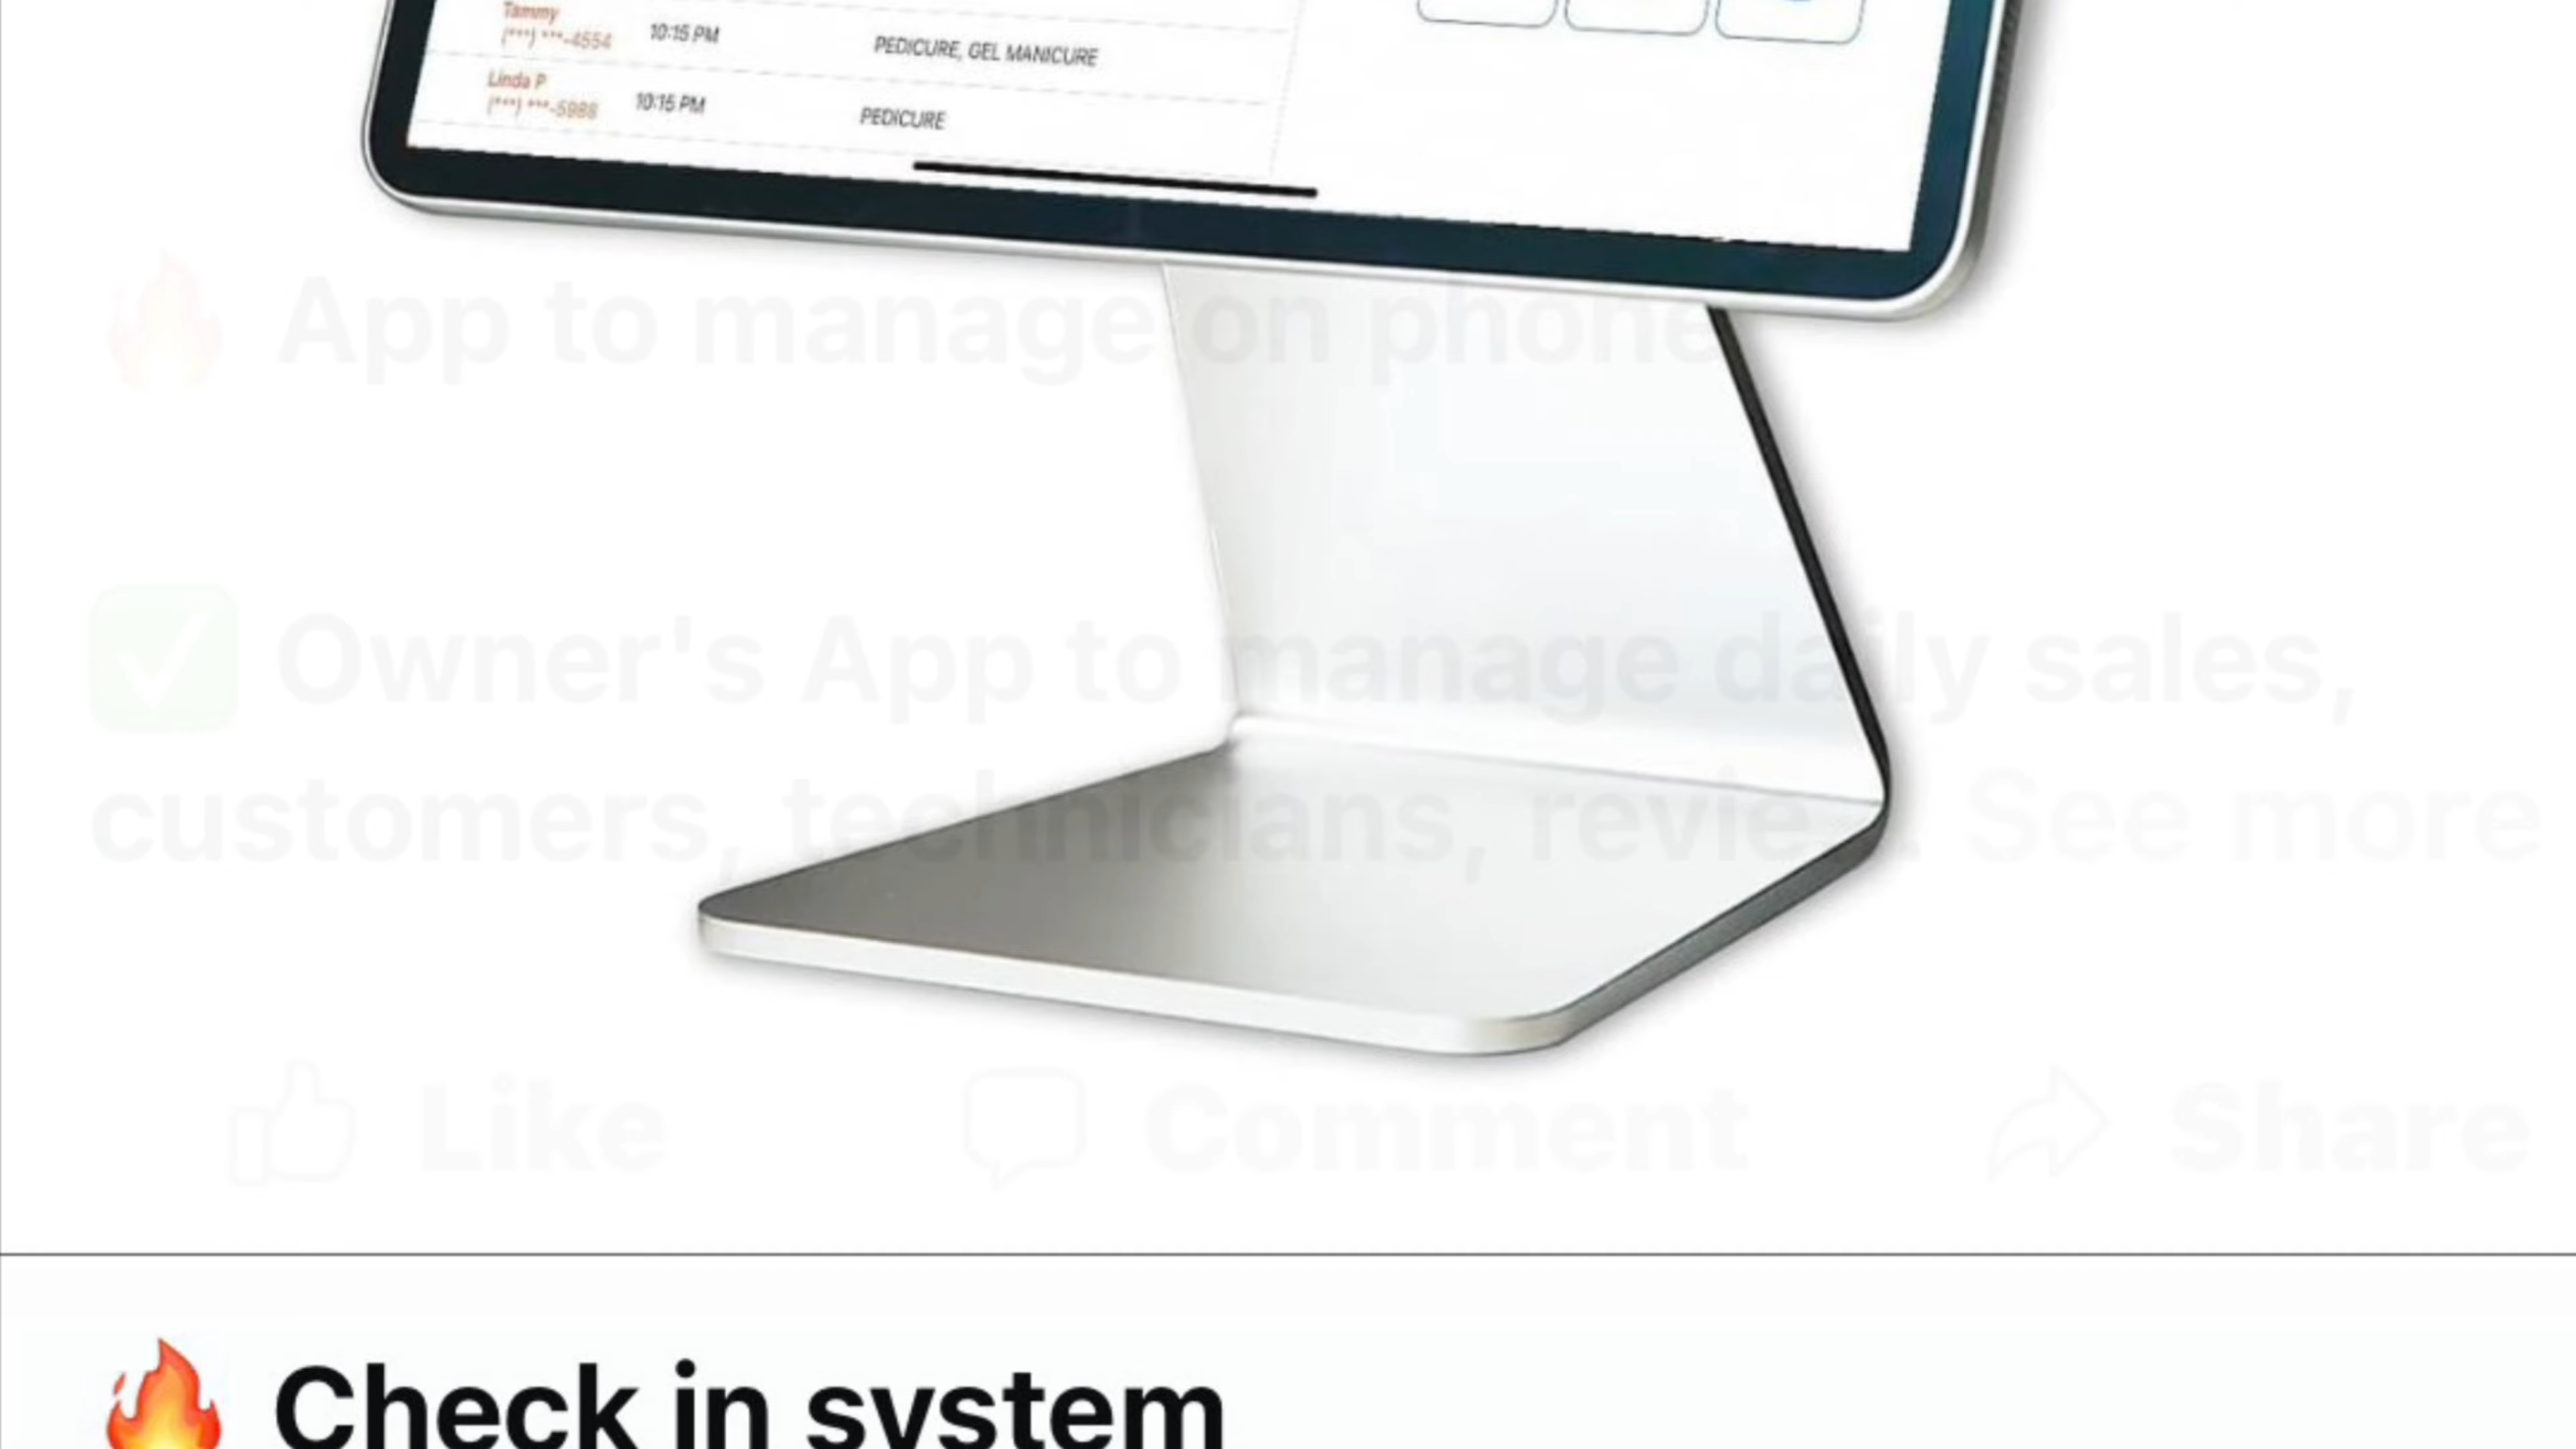 Tammy
(***) ***-4554
10:15 PM
PEDICURE, GEL MANICURE
Linda P
(***) ***-5988
10:15 PM
PEDICURE
🔥 App to manage on phone
✅ Owner's App to manage daily sales,
customers, technicians, revie... See more
Like
Comment
Share
🔥 Check in system